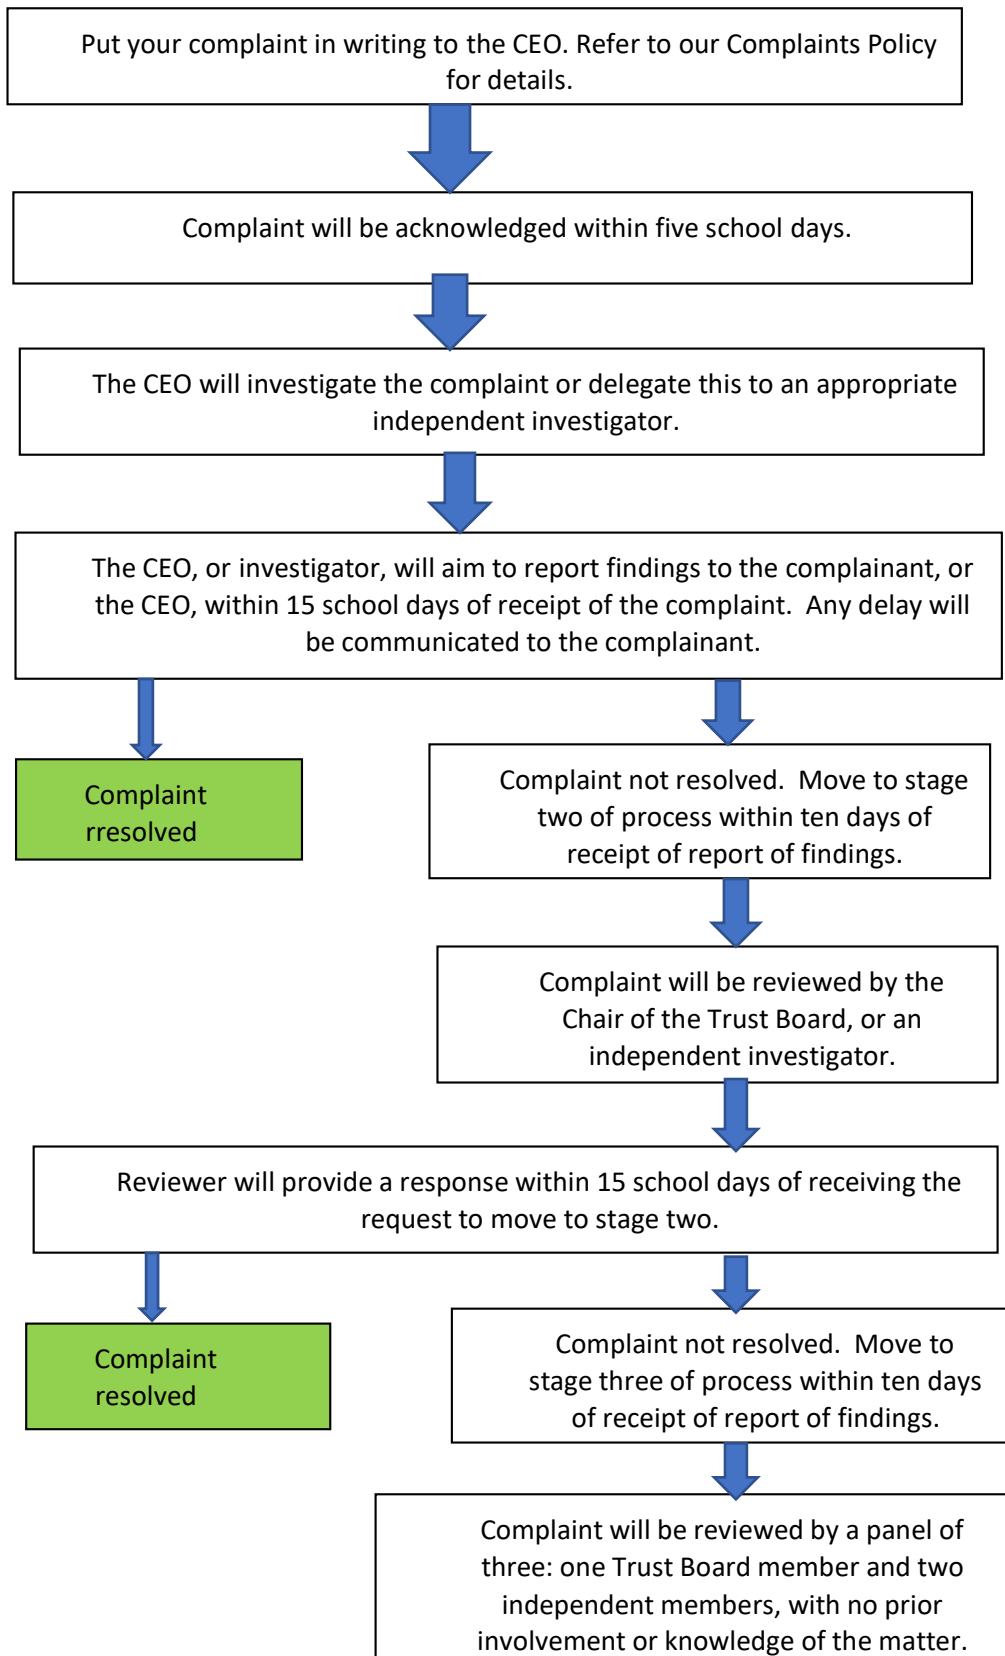 Put your complaint in writing to the CEO. Refer to our Complaints Policy
for details.
Complaint will be acknowledged within five school days.
The CEO will investigate the complaint or delegate this to an appropriate
independent investigator.
The CEO, or investigator, will aim to report findings to the complainant, or
the CEO, within 15 school days of receipt of the complaint.  Any delay will
be communicated to the complainant.
Complaint
rresolved
Complaint not resolved.  Move to stage
two of process within ten days of
receipt of report of findings.
Complaint will be reviewed by the
Chair of the Trust Board, or an
independent investigator.
Reviewer will provide a response within 15 school days of receiving the
request to move to stage two.
Complaint
resolved
Complaint not resolved.  Move to
stage three of process within ten days
of receipt of report of findings.
Complaint will be reviewed by a panel of
three: one Trust Board member and two
independent members, with no prior
involvement or knowledge of the matter.